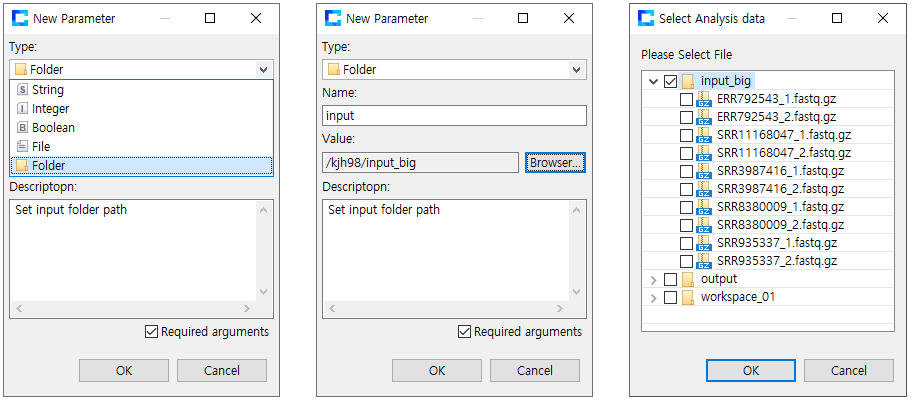 New Parameter
Type:
Folder
String
Integer
Boolean
File
Folder
Descriptopn:
Set input folder path
Required arguments
OK
Cancel
New Parameter
Type:
Folder
Name:
input
Value:
/kjh98/input_big
Browser...
Descriptopn:
Set input folder path
Required arguments
OK
Cancel
Select Analysis data
Please Select File
input_big
ERR792543_1.fastq.gz
ERR792543_2.fastq.gz
SRR11168047_1.fastq.gz
SRR11168047_2.fastq.gz
SRR3987416_1.fastq.gz
SRR3987416_2.fastq.gz
SRR8380009_1.fastq.gz
SRR8380009_2.fastq.gz
SRR935337_1.fastq.gz
SRR935337_2.fastq.gz
output
workspace_01
OK
Cancel